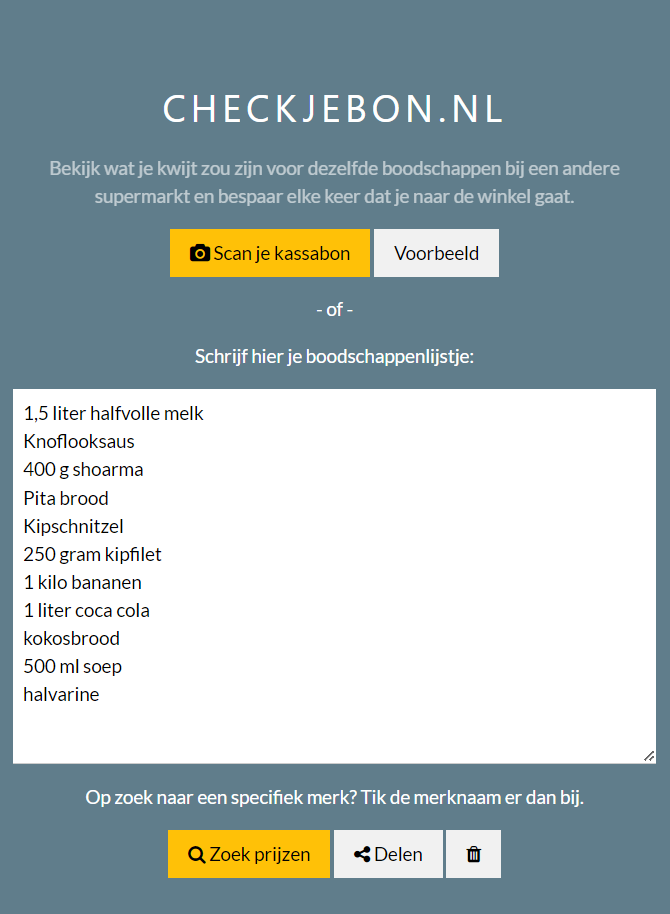 CHECKJEBON.NL
Bekijk wat je kwijt zou zijn voor dezelfde boodschappen bij een andere
supermarkt en bespaar elke keer dat je naar de winkel gaat.
Scan je kassabon Voorbeeld
- of -
Schrijf hier je boodschappenlijstje:
1,5 liter halfvolle melk
Knoflooksaus
400 g shoarma
Pita brood
Kipschnitzel
250 gram kipfilet
1 kilo bananen
1 liter coca cola
kokosbrood
500 ml soep
halvarine
Op zoek naar een specifiek merk? Tik de merknaam er dan bij.
Zoek prijzen Delen